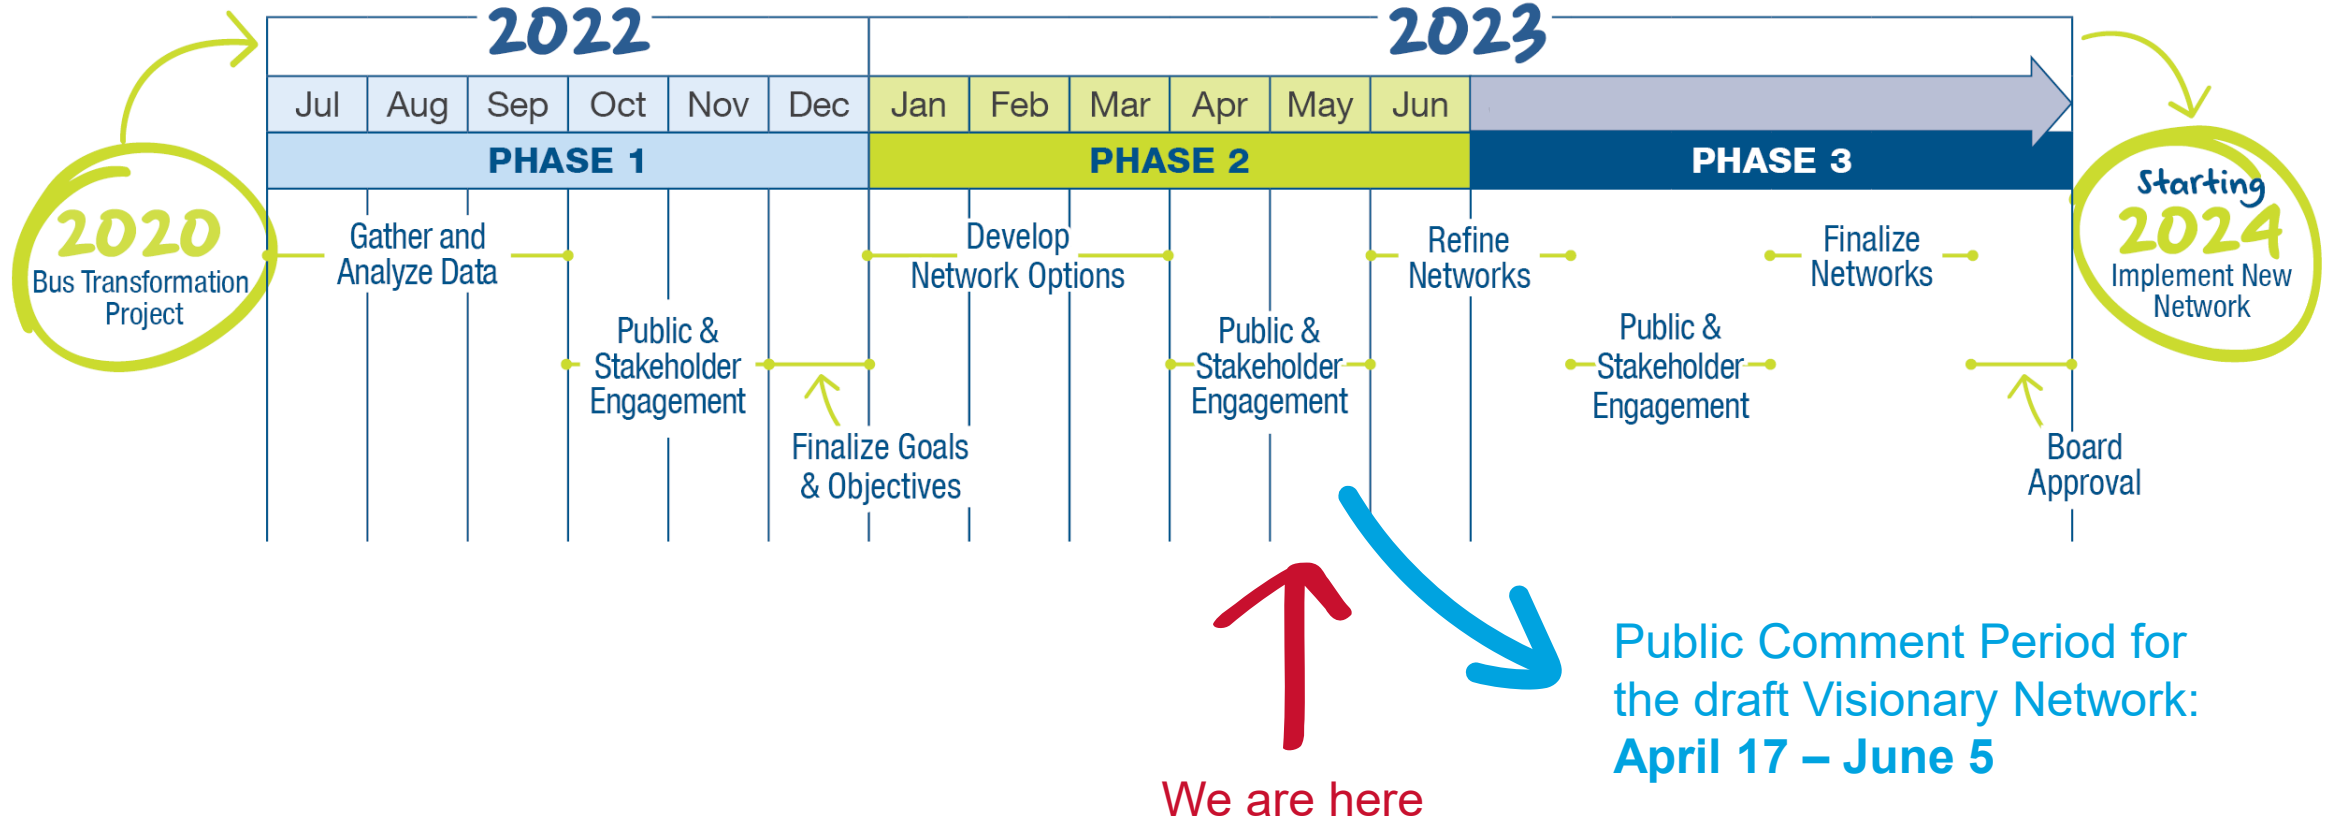 2022
2023
Jul Aug Sep Oct Nov Dec Jan Feb Mar Apr May Jun
PHASE 1
PHASE 2
PHASE 3
2020
Bus Transformation
Project
Gather and
Analyze Data
Public &
Stakeholder
Engagement
Finalize Goals
& Objectives
Develop
Network Options
Public &
Stakeholder
Engagement
Refine
Networks
Public &
Stakeholder
Engagement
Finalize
Networks
Board
Approval
Starting
2024
Implement New
Network
We are here
Public Comment Period for
the draft Visionary Network:
April 17 – June 5